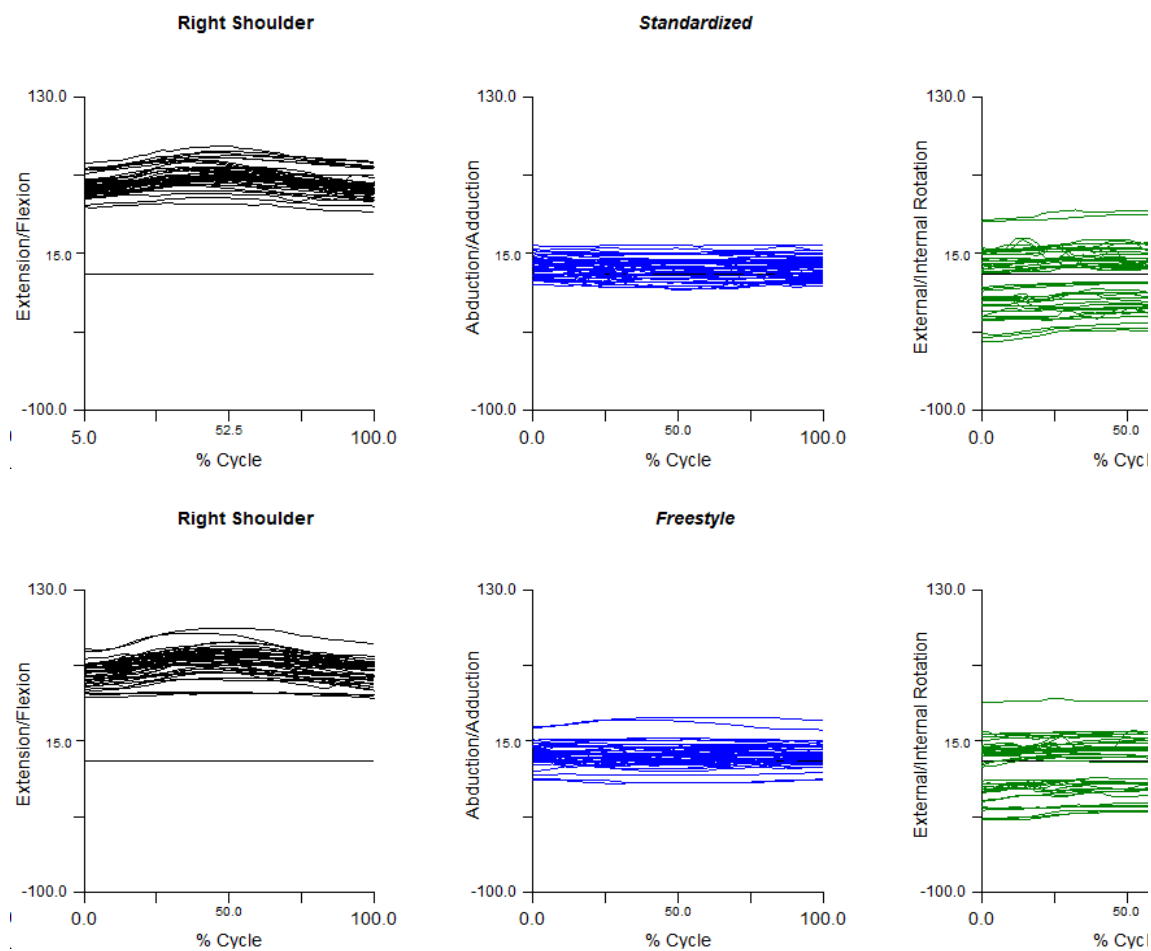 Right Shoulder
Standardized
130.0
15.0
-100.0
Extension/Flexion
5.0
52.5
100.0
% Cycle
130.0
15.0
-100.0
Abduction/Adduction
0.0
50.0
100.0
% Cycle
130.0
15.0
-100.0
External/Internal Rotation
0.0
50.0
% Cycl
Right Shoulder
Freestyle
130.0
15.0
-100.0
Extension/Flexion
0.0
50.0
100.0
% Cycle
130.0
15.0
-100.0
Abduction/Adduction
0.0
50.0
100.0
% Cycle
130.0
15.0
-100.0
External/Internal Rotation
0.0
50.0
% Cycl